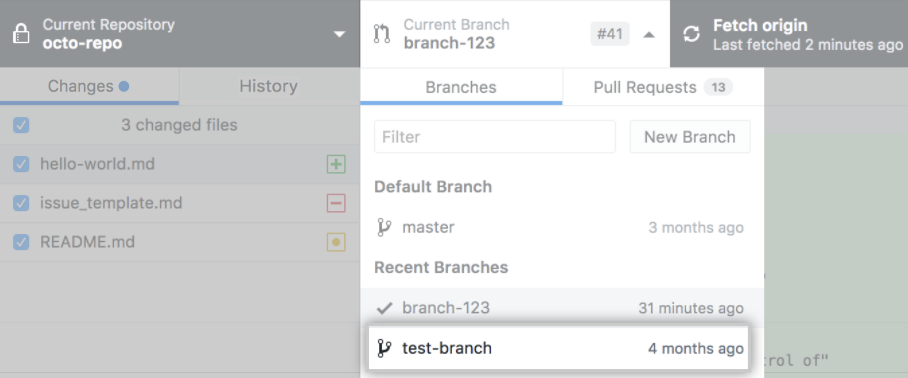 Current Repository
octo-repo
Current Branch
branch-123
#41
Fetch origin
Last fetched 2 minutes ago
Changes
History
Branches
Pull Requests 13
3 changed files
Filter
New Branch
hello-world.md
issue_template.md
README.md
Default Branch
master 3 months ago
Recent Branches
branch-123 31 minutes ago
test-branch 4 months ago
trol of"